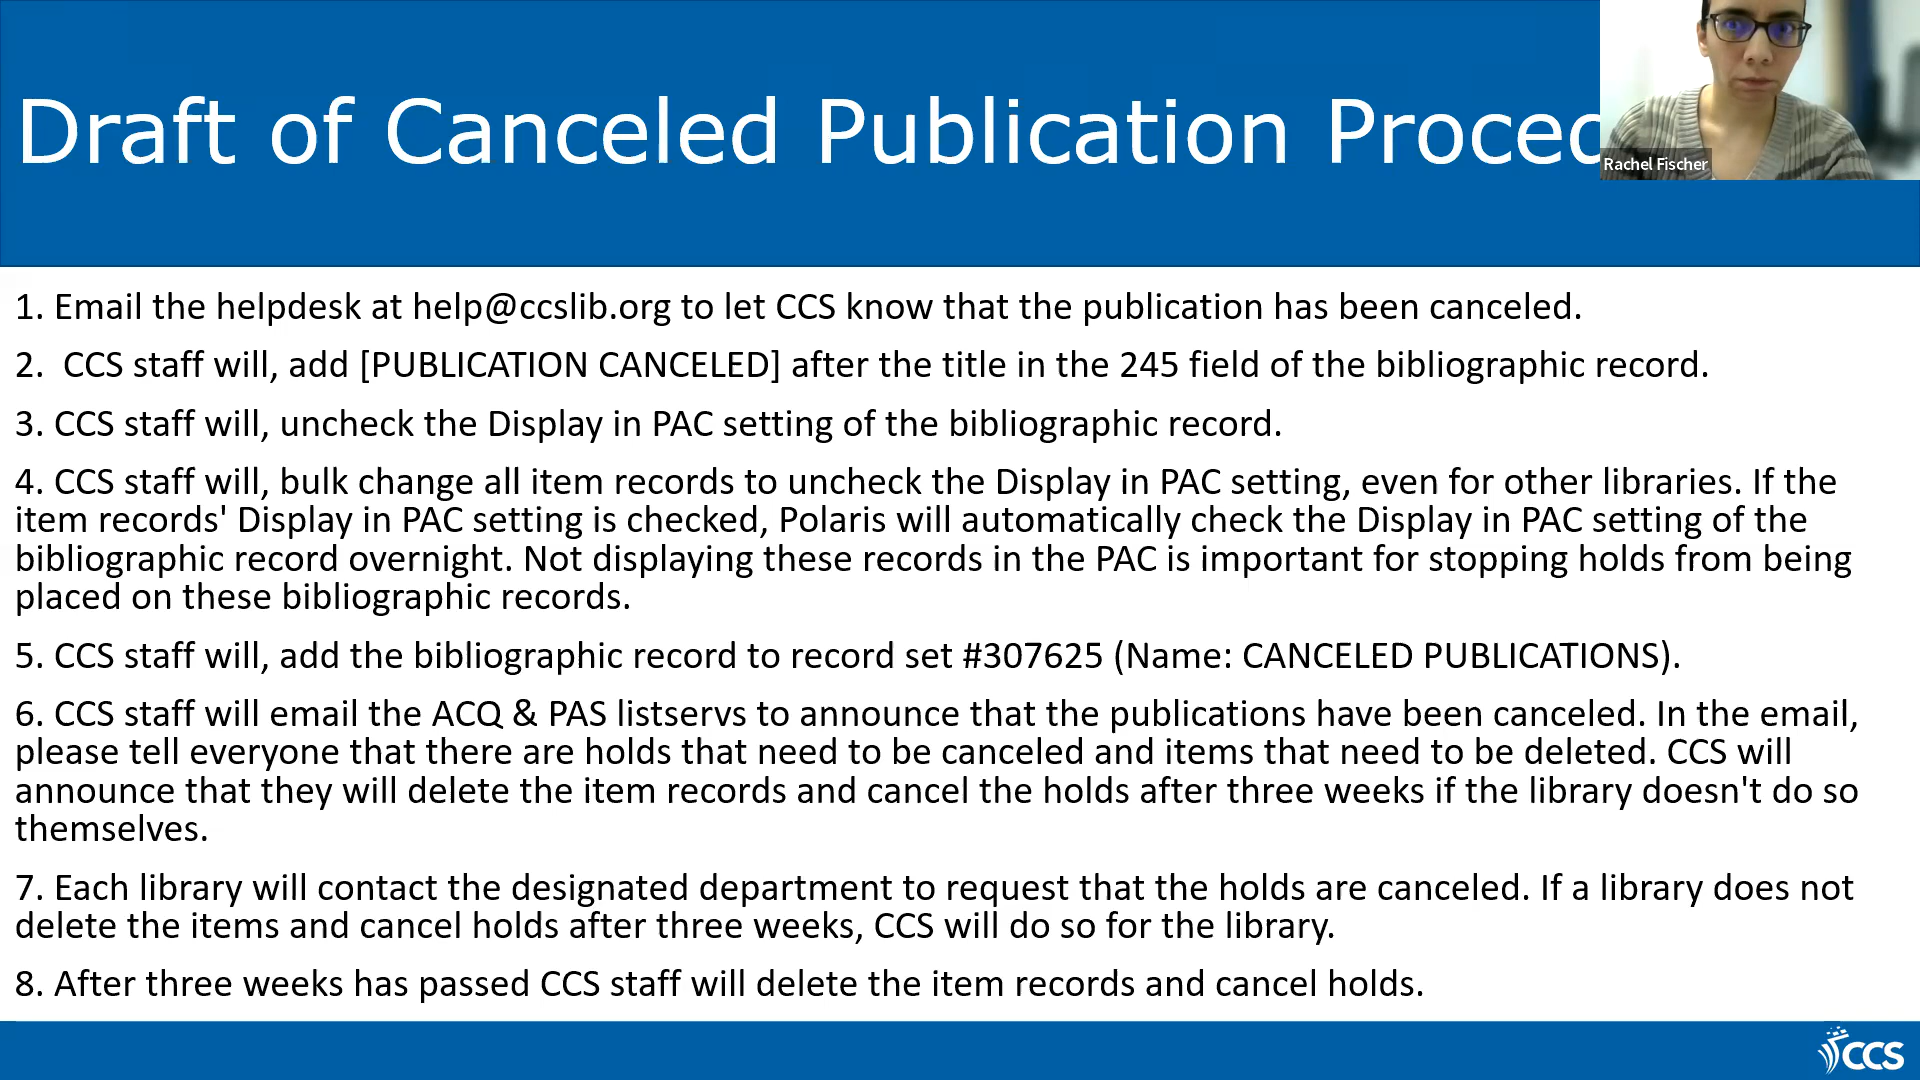 Draft of Canceled Publication Proced
Rachel Fischer
1. Email the helpdesk at help@ccslib.org to let CCS know that the publication has been canceled.
2.  CCS staff will, add [PUBLICATION CANCELED] after the title in the 245 field of the bibliographic record.
3. CCS staff will, uncheck the Display in PAC setting of the bibliographic record.
4. CCS staff will, bulk change all item records to uncheck the Display in PAC setting, even for other libraries. If the
item records' Display in PAC setting is checked, Polaris will automatically check the Display in PAC setting of the
bibliographic record overnight. Not displaying these records in the PAC is important for stopping holds from being
placed on these bibliographic records.
5. CCS staff will, add the bibliographic record to record set #307625 (Name: CANCELED PUBLICATIONS).
6. CCS staff will email the ACQ & PAS listservs to announce that the publications have been canceled. In the email,
please tell everyone that there are holds that need to be canceled and items that need to be deleted. CCS will
announce that they will delete the item records and cancel the holds after three weeks if the library doesn't do so
themselves.
7. Each library will contact the designated department to request that the holds are canceled. If a library does not
delete the items and cancel holds after three weeks, CCS will do so for the library.
8. After three weeks has passed CCS staff will delete the item records and cancel holds.
CCS